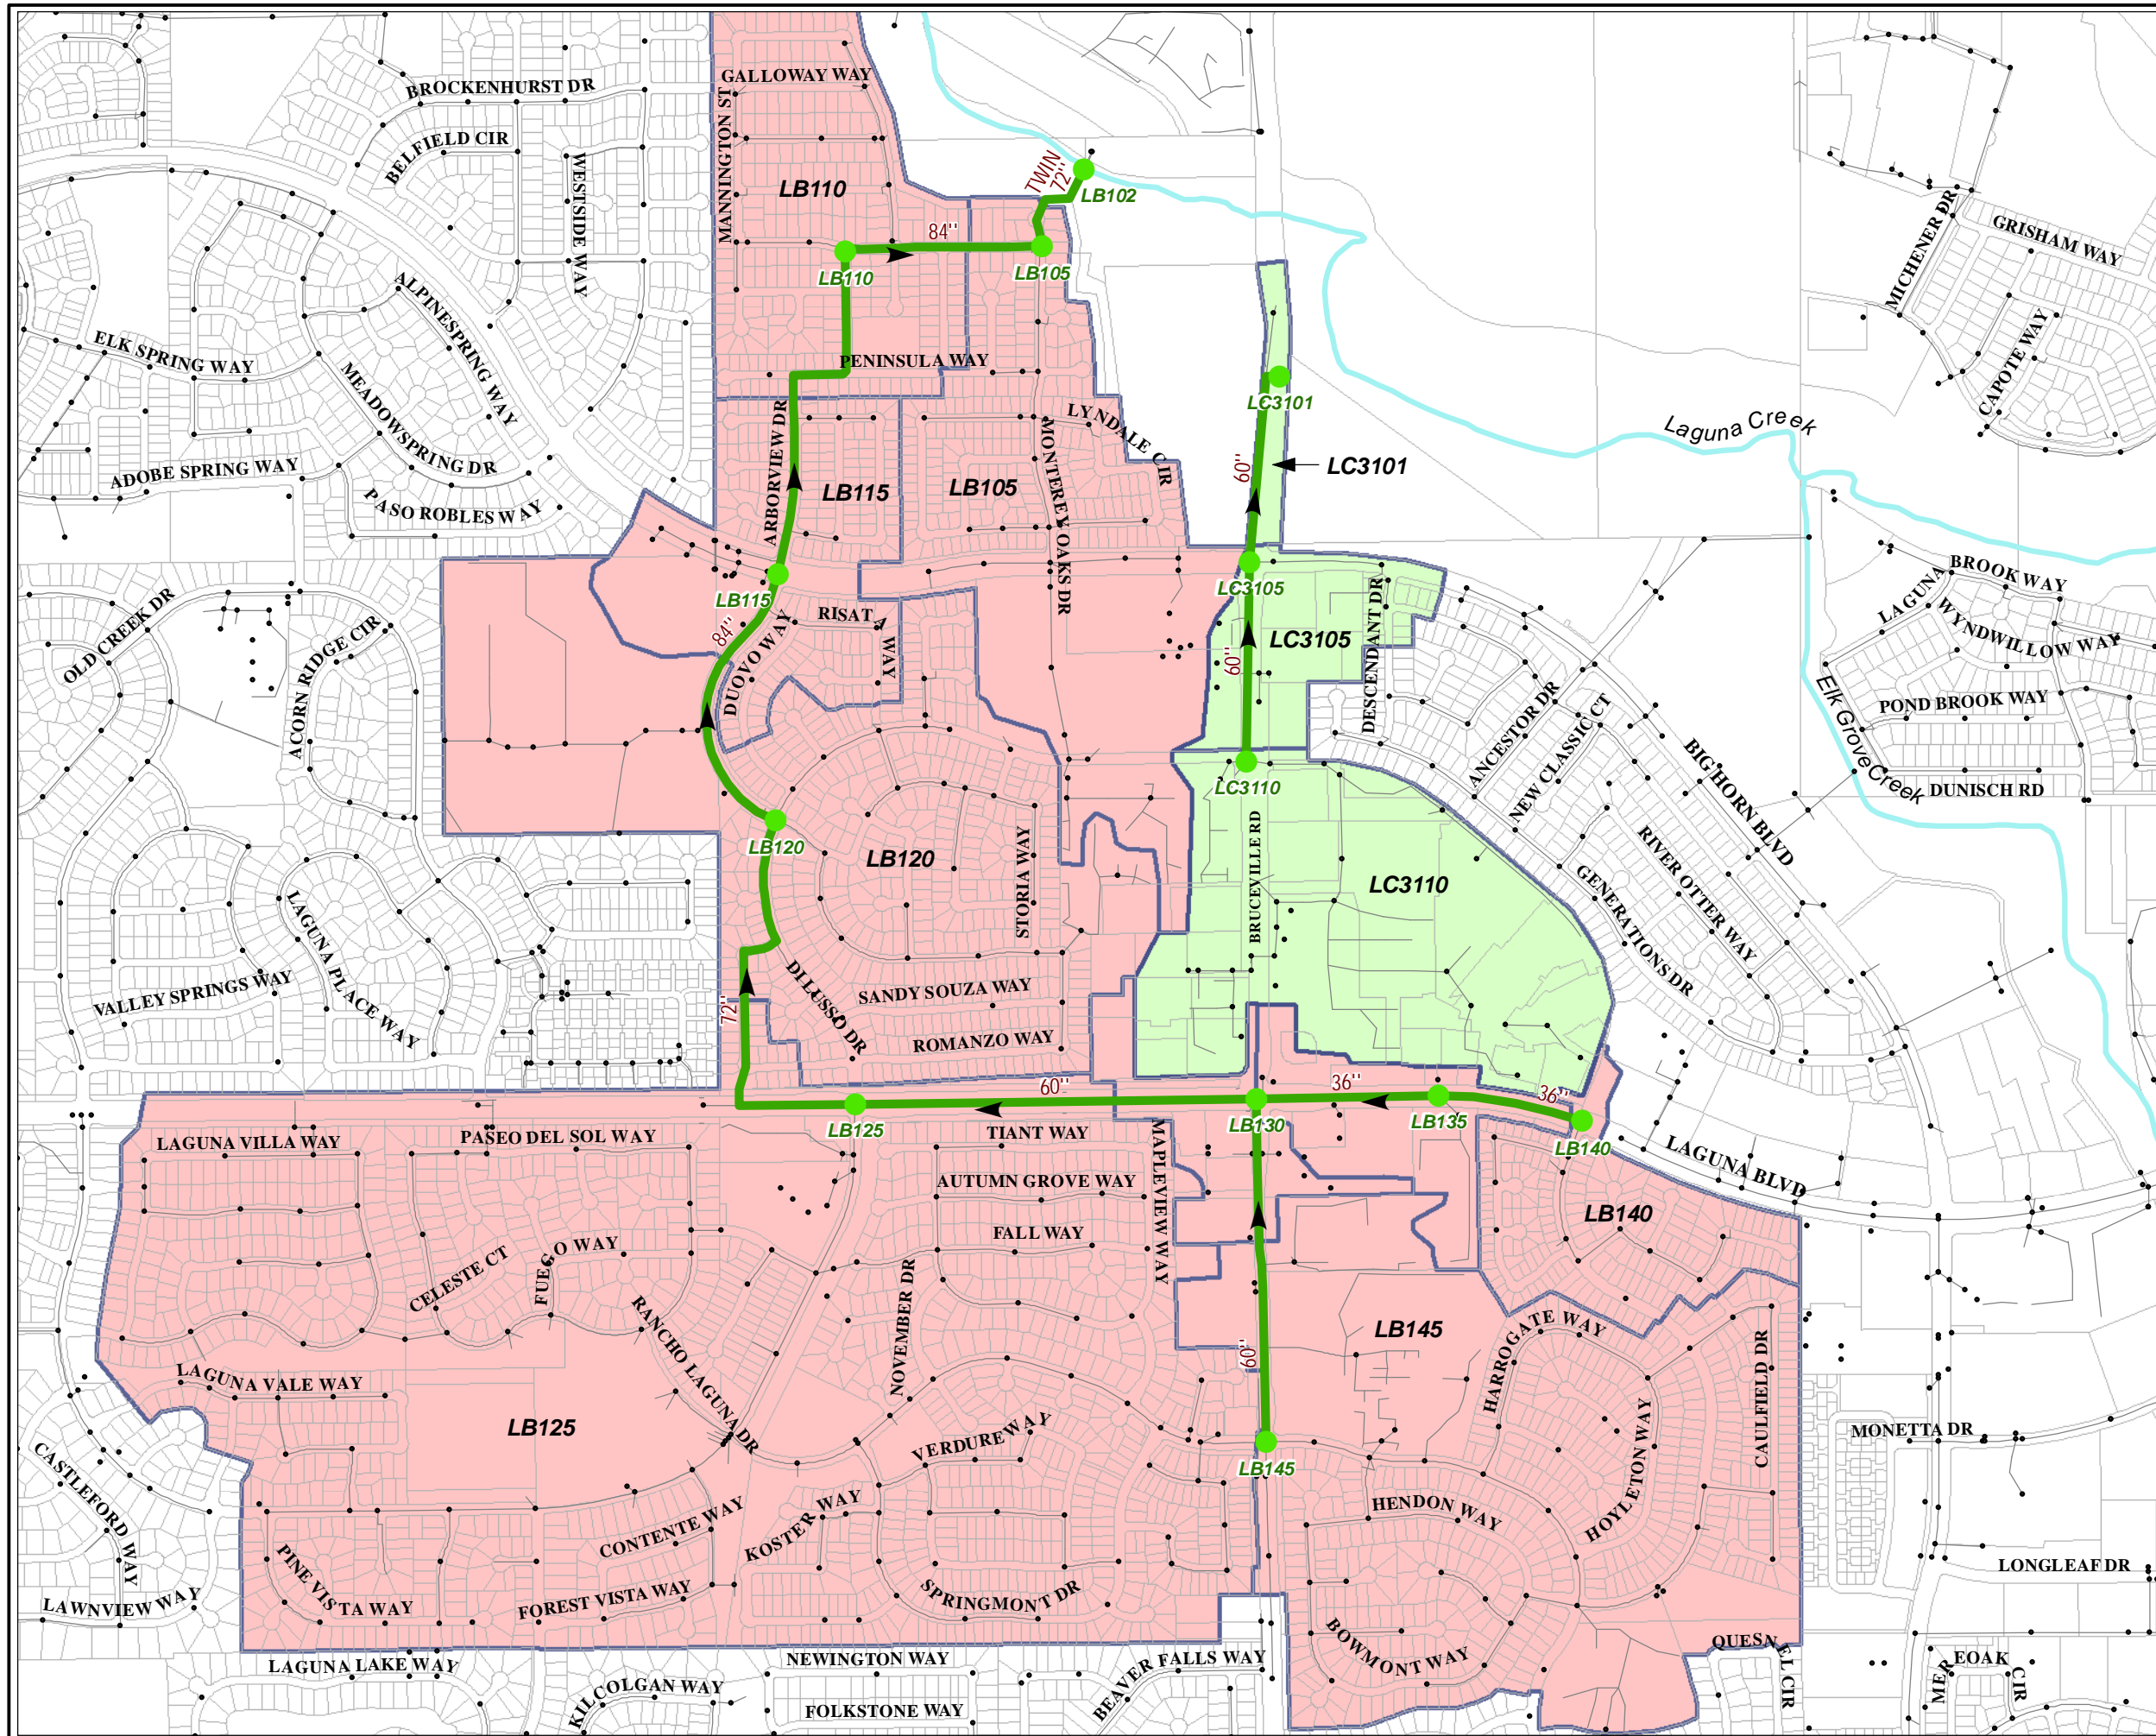 GALLOWAY WAY
BROCKENHURST DR
BELFIELD CIR
WESTSIDE WAY
MANNINGTON ST
LB110
TWIN
72"
LB102
84"
LB110
LB105
MICHENER DR
GRISHAM WAY
CAPOTE WAY
ALPINESPRING WAY
ELK SPRING WAY
MEADOWSPRING DR
ADOBE SPRING WAY
PASO ROBLES WAY
PENINSULA WAY
LYNDALE CIR
ARBORVIEW DR
LB115
LB105
MONTEREY OAKS DR
LC3101
60"
LC3101
Laguna Creek
LC3105
LB115
84"
DUOVO WAY
RISATA WAY
LC3105
60"
DESCENDANT DR
LAGUNA BROOK WAY
WYNDWILLOW WAY
POND BROOK WAY
Elk Grove Creek
DUNISCH RD
OLD CREEK DR
ACORN RIDGE CIR
ANCESTOR DR
NEW CLASSIC CT
BIG HORN BLVD
LC3110
LB120
LB120
STORIA WAY
BRUCEVILLE RD
LC3110
RIVER OTTER WAY
GENERATIONS DR
LAGUNA PLACE WAY
VALLEY SPRINGS WAY
72"
DI LUSSO DR
SANDY SOUZA WAY
ROMANZO WAY
60"
36"
36"
LB125
LB130
LB135
LB140
LAGUNA BLVD
LAGUNA VILLA WAY
PASEO DEL SOL WAY
TIANT WAY
MAPLEVIEW WAY
AUTUMN GROVE WAY
FALL WAY
LB140
CELESTE CT
FUEGO WAY
RANCHO LAGUNA DR
NOVEMBER DR
60"
LB145
HARROGATE WAY
CAULFIELD DR
LAGUNA VALE WAY
LB125
VERDURE WAY
LB145
HOYLETON WAY
MONETTA DR
CASTLEFORD WAY
CONTENTE WAY
KOSTER WAY
HENDON WAY
PINE VISTA WAY
FOREST VISTA WAY
SPRINGMONT DR
BOWMONT WAY
LONGLEAF DR
LAWNVIEW WAY
QUESNEL CIR
LAGUNA LAKE WAY
NEWINGTON WAY
BEAVER FALLS WAY
KILCOLGAN WAY
FOLKSTONE WAY
MEREOAK CIR